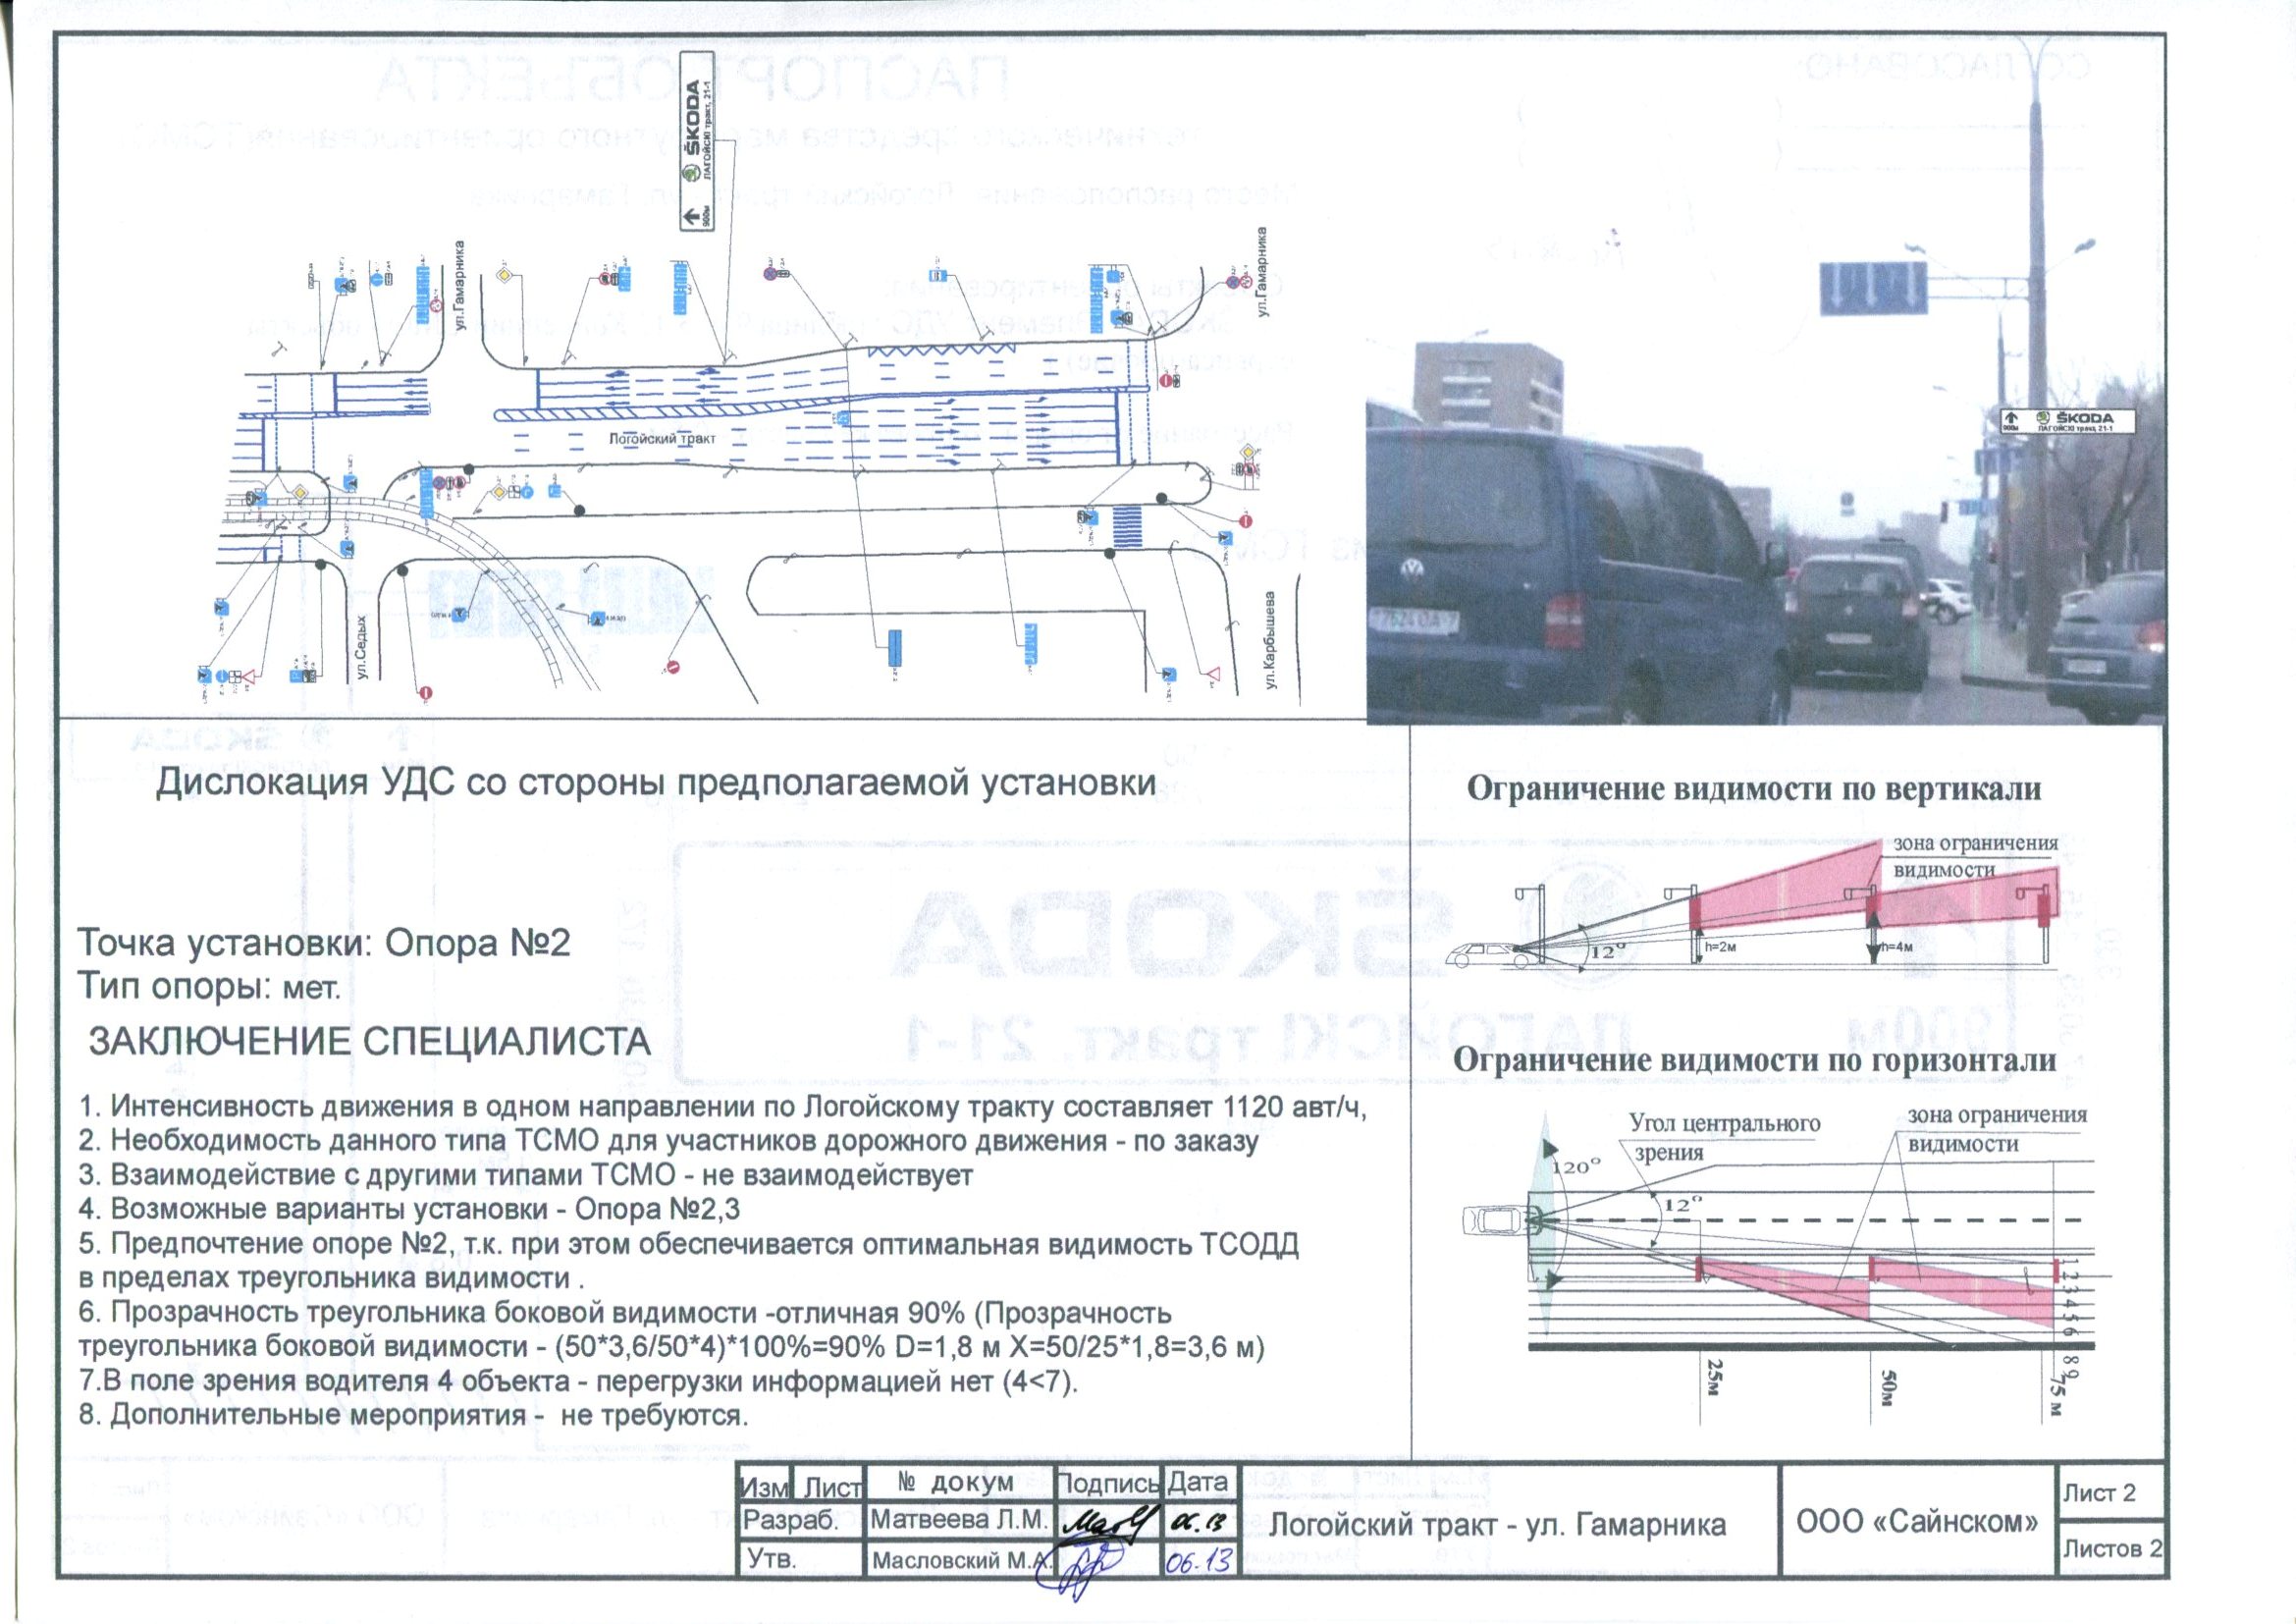 ŠKODA
ЛАГОЙСКІ тракт, 21-1
900м
ул.Гамарника
ул.Гамарника
Логойский тракт
ул.Седых
ул.Карбышева
7624 OA-7
ŠKODA
900м ЛАГОЙСКІ тракт, 21-1
Дислокация УДС со стороны предполагаемой установки
Точка установки: Опора №2
Тип опоры: мет.
ЗАКЛЮЧЕНИЕ СПЕЦИАЛИСТА
1. Интенсивность движения в одном направлении по Логойскому тракту составляет 1120 авт/ч,
2. Необходимость данного типа ТСМО для участников дорожного движения - по заказу
3. Взаимодействие с другими типами ТСМО - не взаимодействует
4. Возможные варианты установки - Опора №2,3
5. Предпочтение опоре №2, т.к. при этом обеспечивается оптимальная видимость ТСОДД
в пределах треугольника видимости .
6. Прозрачность треугольника боковой видимости -отличная 90% (Прозрачность
треугольника боковой видимости - (50*3,6/50*4)*100%=90% D=1,8 м X=50/25*1,8=3,6 м)
7.В поле зрения водителя 4 объекта - перегрузки информацией нет (4<7).
8. Дополнительные мероприятия - не требуются.
Ограничение видимости по вертикали
зона ограничения
видимости
12°
h=2м
h=4м
Ограничение видимости по горизонтали
Угол центрального
зрения
зона ограничения
видимости
120°
12°
1 2 3 4 5 6 8 9
25м
50м
75 м
Изм Лист № докум Подпись Дата
Разраб. Матвеева Л.М. 06.13
Утв. Масловский М.А. 06.13
Логойский тракт - ул. Гамарника
ООО «Сайнском»
Лист 2
Листов 2